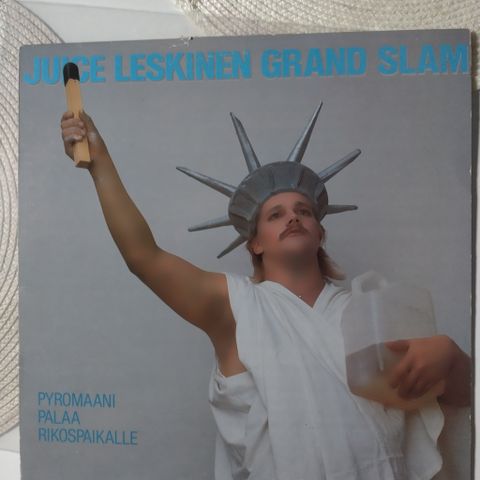 JUICE LESKINEN GRAND SLAM
PYROMAANI
PALAA
RIKOSPAIKALLE